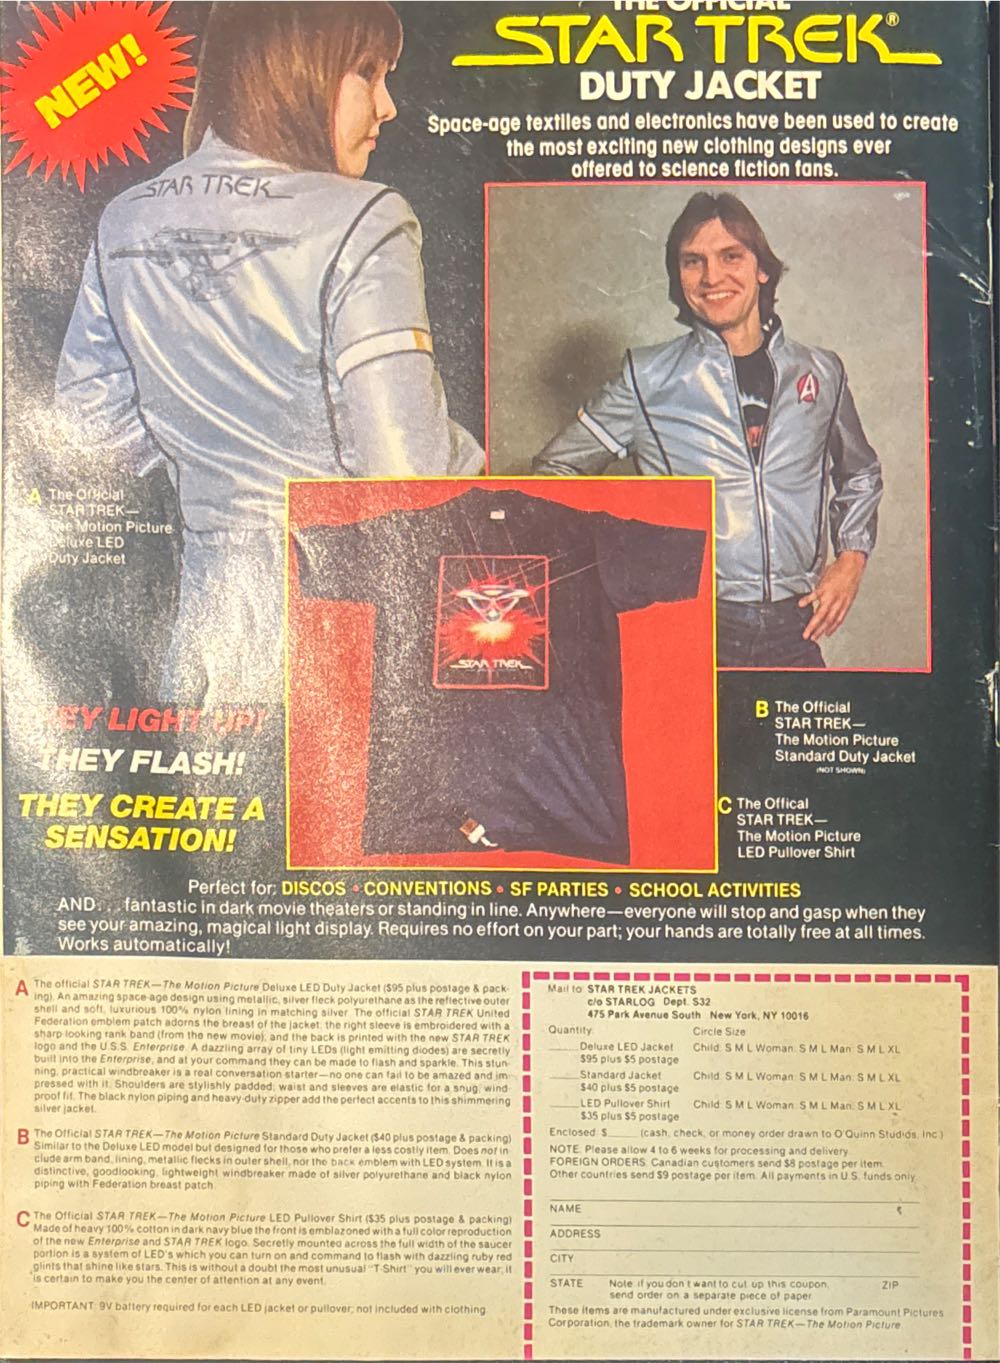 THE OFFICIAL
STAR TREK®
DUTY JACKET
NEW!
Space-age textiles and electronics have been used to create
the most exciting new clothing designs ever
offered to science fiction fans.
STAR TREK
A The Official
STAR TREK—
The Motion Picture
Deluxe LED
Duty Jacket
STAR TREK
THEY LIGHT UP!
THEY FLASH!
THEY CREATE A
SENSATION!
B The Official
STAR TREK—
The Motion Picture
Standard Duty Jacket
(NOT SHOWN)
C The Offical
STAR TREK—
The Motion Picture
LED Pullover Shirt
Perfect for: DISCOS • CONVENTIONS • SF PARTIES • SCHOOL ACTIVITIES
AND...fantastic in dark movie theaters or standing in line. Anywhere—everyone will stop and gasp when they
see your amazing, magical light display. Requires no effort on your part; your hands are totally free at all times.
Works automatically!
A The official STAR TREK—The Motion Picture Deluxe LED Duty Jacket ($95 plus postage & pack-
ing). An amazing space-age design using metallic, silver fleck polyurethane as the reflective outer
shell and soft, luxurious 100% nylon lining in matching silver. The official STAR TREK United
Federation emblem patch adorns the breast of the jacket; the right sleeve is embroidered with a
sharp-looking rank band (from the new movie); and the back is printed with the new STAR TREK
logo and the U.S.S. Enterprise. A dazzling array of tiny LEDs (light emitting diodes) are secretly
built into the Enterprise, and at your command they can be made to flash and sparkle. This stun-
ning, practical windbreaker is a real conversation starter—no one can fail to be amazed and im-
pressed with it. Shoulders are stylishly padded; waist and sleeves are elastic for a snug, wind-
proof fit. The black nylon piping and heavy-duty zipper add the perfect accents to this shimmering
silver jacket.
B The Official STAR TREK—The Motion Picture Standard Duty Jacket ($40 plus postage & packing)
Similar to the Deluxe LED model but designed for those who prefer a less costly item. Does not in-
clude arm band, lining, metallic flecks in outer shell, nor the back emblem with LED system. It is a
distinctive, goodlooking, lightweight windbreaker made of silver polyurethane and black nylon
piping with Federation breast patch.
C The Official STAR TREK—The Motion Picture LED Pullover Shirt ($35 plus postage & packing)
Made of heavy 100% cotton in dark navy blue the front is emblazoned with a full color reproduction
of the new Enterprise and STAR TREK logo. Secretly mounted across the full width of the saucer
portion is a system of LED's which you can turn on and command to flash with dazzling ruby red
glints that shine like stars. This is without a doubt the most unusual "T-Shirt" you will ever wear; it
is certain to make you the center of attention at any event.
IMPORTANT: 9V battery required for each LED jacket or pullover; not included with clothing.
Mail to: STAR TREK JACKETS
c/o STARLOG Dept. S32
475 Park Avenue South New York, NY 10016
Quantity: Circle Size
____ Deluxe LED Jacket Child: S M L Woman: S M L Man: S M L XL
$95 plus $5 postage
____ Standard Jacket Child: S M L Woman: S M L Man: S M L XL
$40 plus $5 postage
____ LED Pullover Shirt Child: S M L Woman: S M L Man: S M L XL
$35 plus $5 postage
Enclosed: $____ (cash, check, or money order drawn to O'Quinn Studios, Inc.)
NOTE: Please allow 4 to 6 weeks for processing and delivery.
FOREIGN ORDERS: Canadian customers send $8 postage per item.
Other countries send $9 postage per item. All payments in U.S. funds only.
NAME
ADDRESS
CITY
STATE Note: if you don't want to cut up this coupon, ZIP
send order on a separate piece of paper.
These items are manufactured under exclusive license from Paramount Pictures
Corporation, the trademark owner for STAR TREK—The Motion Picture.